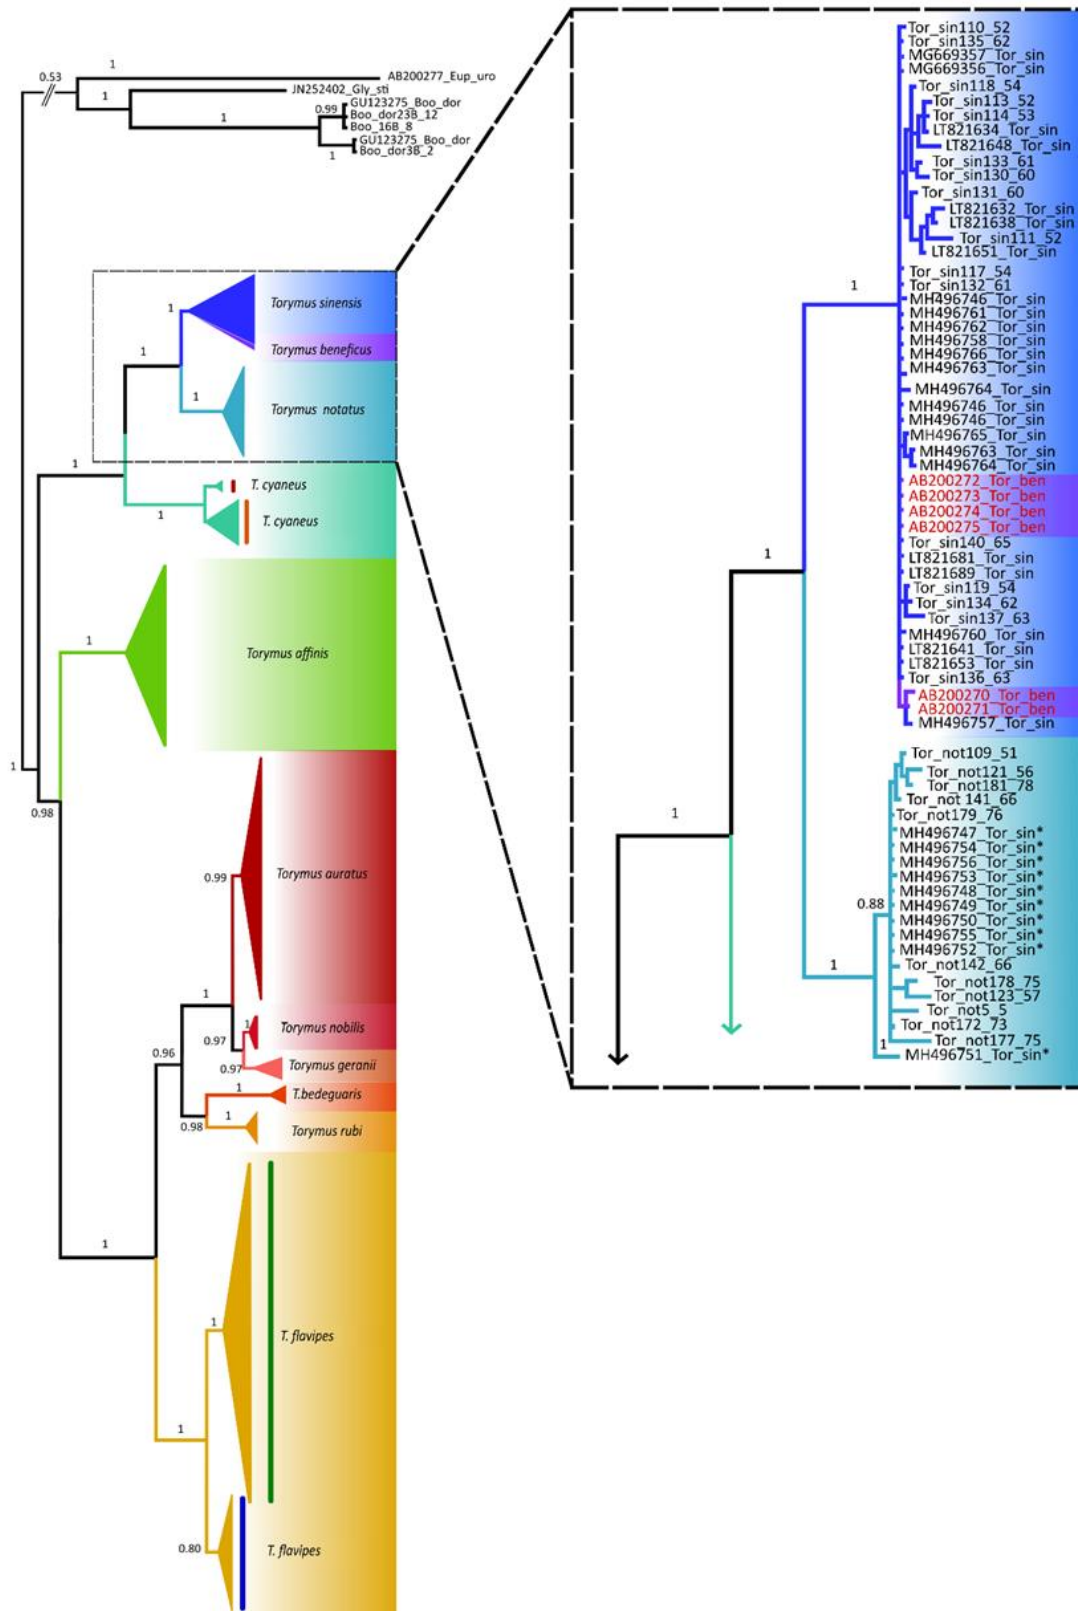 0.53
1
AB200277_Eup_uro
1
JN252402_Gly_sti
1
0.99
GU123275_Boo_dor
Boo_dor23B_12
Boo_16B_8
GU123275_Boo_dor
1
Boo_dor3B_2
1
Torymus sinensis
1
Torymus beneficus
1
Torymus notatus
1
T. cyaneus
1
T. cyaneus
1
Torymus affinis
1
0.98
0.99
Torymus auratus
1
1
Torymus nobilis
0.97
0.96
0.97
Torymus geranii
1
T.bedeguaris
0.98
1
Torymus rubi
1
1
T. flavipes
1
0.80
T. flavipes
Tor_sin110_52
Tor_sin135_62
MG669357_Tor_sin
MG669356_Tor_sin
Tor_sin118_54
Tor_sin113_52
Tor_sin114_53
LT821634_Tor_sin
LT821648_Tor_sin
Tor_sin133_61
Tor_sin130_60
Tor_sin131_60
LT821632_Tor_sin
LT821638_Tor_sin
Tor_sin111_52
LT821651_Tor_sin
Tor_sin117_54
Tor_sin132_61
1
MH496746_Tor_sin
MH496761_Tor_sin
MH496762_Tor_sin
MH496758_Tor_sin
MH496766_Tor_sin
MH496763_Tor_sin
MH496764_Tor_sin
MH496746_Tor_sin
MH496746_Tor_sin
MH496765_Tor_sin
MH496763_Tor_sin
MH496764_Tor_sin
AB200272_Tor_ben
AB200273_Tor_ben
AB200274_Tor_ben
AB200275_Tor_ben
Tor_sin140_65
1
LT821681_Tor_sin
LT821689_Tor_sin
Tor_sin119_54
Tor_sin134_62
Tor_sin137_63
MH496760_Tor_sin
LT821641_Tor_sin
LT821653_Tor_sin
Tor_sin136_63
AB200270_Tor_ben
AB200271_Tor_ben
MH496757_Tor_sin
Tor_not109_51
Tor_not121_56
Tor_not181_78
Tor_not 141_66
Tor_not179_76
1
MH496747_Tor_sin*
MH496754_Tor_sin*
MH496756_Tor_sin*
MH496753_Tor_sin*
MH496748_Tor_sin*
0.88
MH496749_Tor_sin*
MH496750_Tor_sin*
MH496755_Tor_sin*
MH496752_Tor_sin*
1
Tor_not142_66
Tor_not178_75
Tor_not123_57
Tor_not5_5
Tor_not172_73
1
Tor_not177_75
MH496751_Tor_sin*